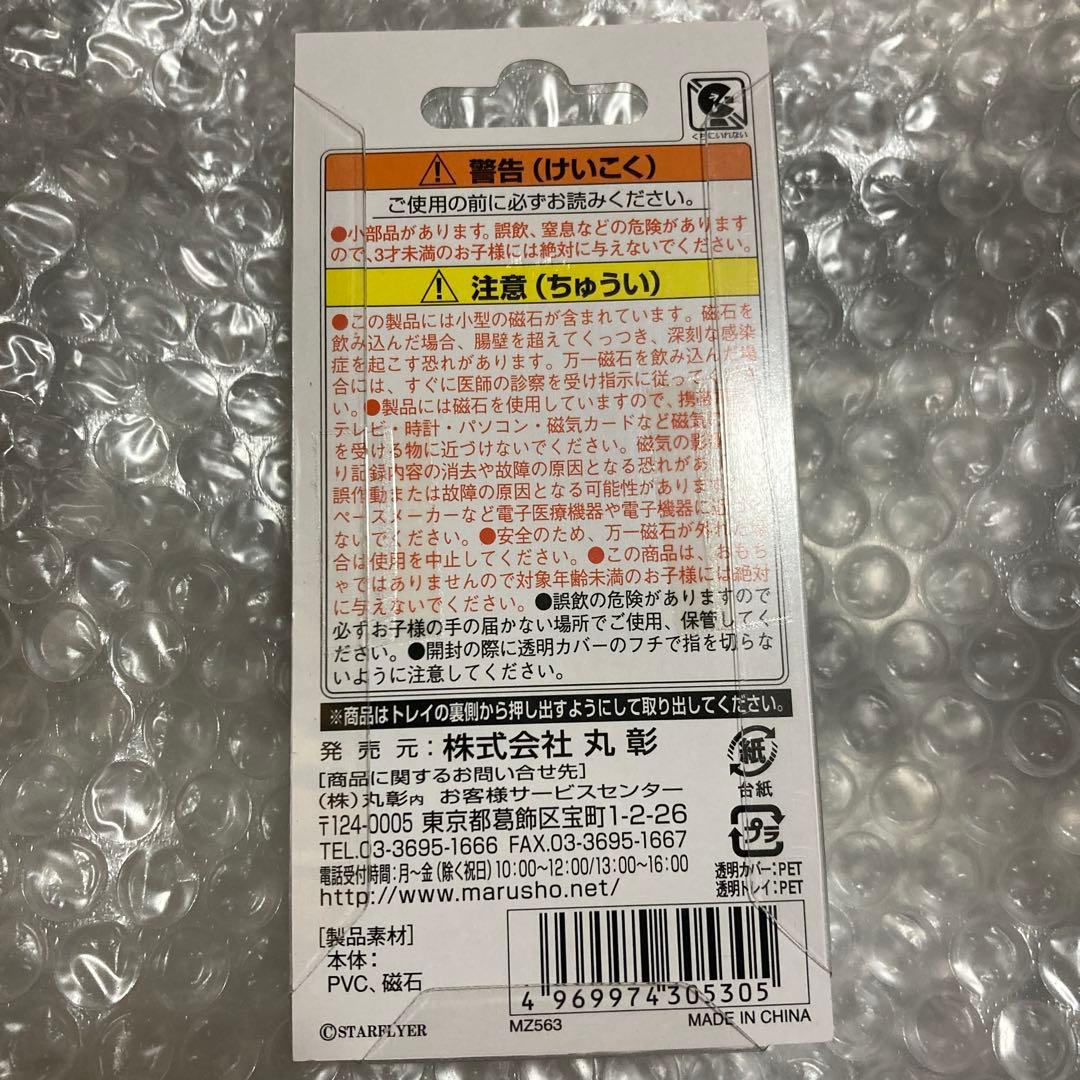 くちにいれない
警告(けいこく)
ご使用の前に必ずお読みください。
●小部品があります。誤飲、窒息などの危険があります
ので、3才未満のお子様には絶対に与えないでください。
注意(ちゅうい)
●この製品には小型の磁石が含まれています。磁石を
飲み込んだ場合、腸壁を超えてくっつき、深刻な感染
症を起こす恐れがあります。万一磁石を飲み込んだ場
合には、すぐに医師の診察を受け指示に従ってく
い。●製品には磁石を使用していますので、携帯
テレビ・時計・パソコン・磁気カードなど磁気
を受ける物に近づけないでください。磁気の影
り記録内容の消去や故障の原因となる恐れがあ
誤作動または故障の原因となる可能性がありま
ペースメーカーなど電子医療機器や電子機器に
ないでください。●安全のため、万一磁石が外れた場
合は使用を中止してください。●この商品は、おもち
ゃではありませんので対象年齢未満のお子様には絶対
に与えないでください。●誤飲の危険がありますので
必ずお子様の手の届かない場所でご使用、保管してく
ださい。●開封の際に透明カバーのフチで指を切らな
いように注意してください。
※商品はトレイの裏側から押し出すようにして取り出してください。
発売元:株式会社 丸彰
[商品に関するお問い合せ先]
(株)丸彰内 お客様サービスセンター
〒124-0005 東京都葛飾区宝町1-2-26
TEL.03-3695-1666 FAX.03-3695-1667
電話受付時間:月〜金(除く祝日)10:00〜12:00/13:00〜16:00
http://www.marusho.net/
紙
台紙
プラ
透明カバー:PET
透明トレイ:PET
[製品素材]
本体:
PVC、磁石
©STARFLYER
4 969974 305305
MZ563
MADE IN CHINA